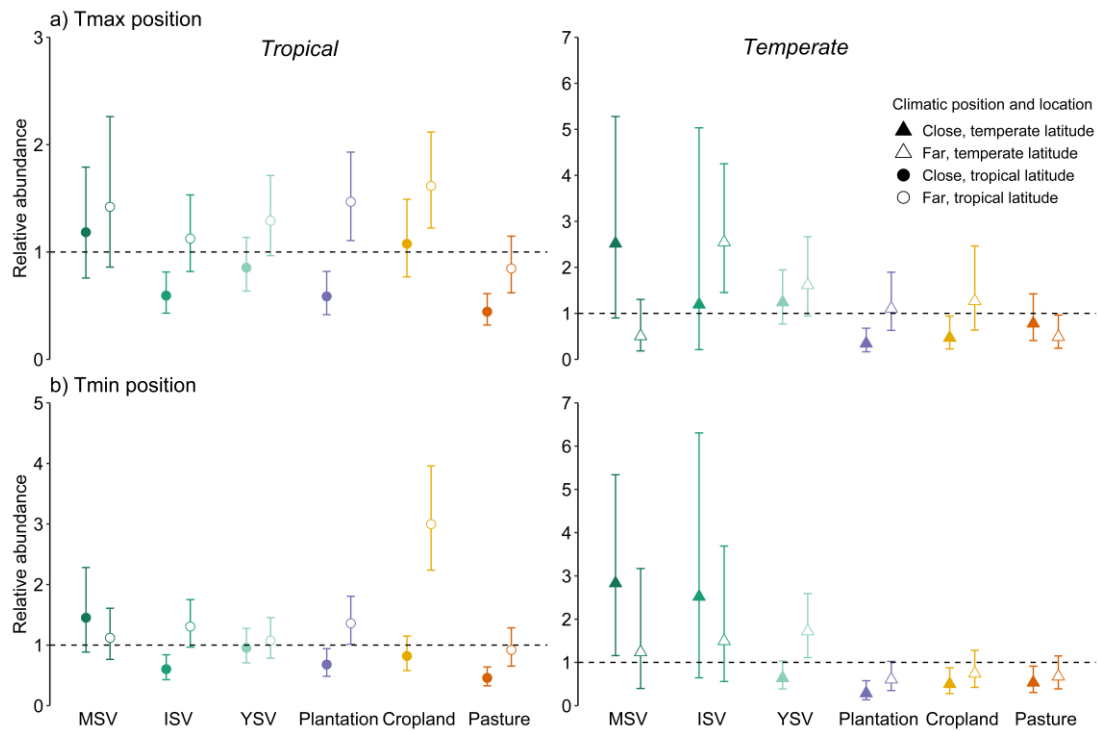 a) Tmax position
Tropical
Temperate
Relative abundance
3
2
1
0
7
6
5
4
3
2
1
0
Climatic position and location
Close, temperate latitude
Far, temperate latitude
Close, tropical latitude
Far, tropical latitude
b) Tmin position
Relative abundance
5
4
3
2
1
0
7
6
5
4
3
2
1
0
MSV ISV YSV Plantation Cropland Pasture
MSV ISV YSV Plantation Cropland Pasture